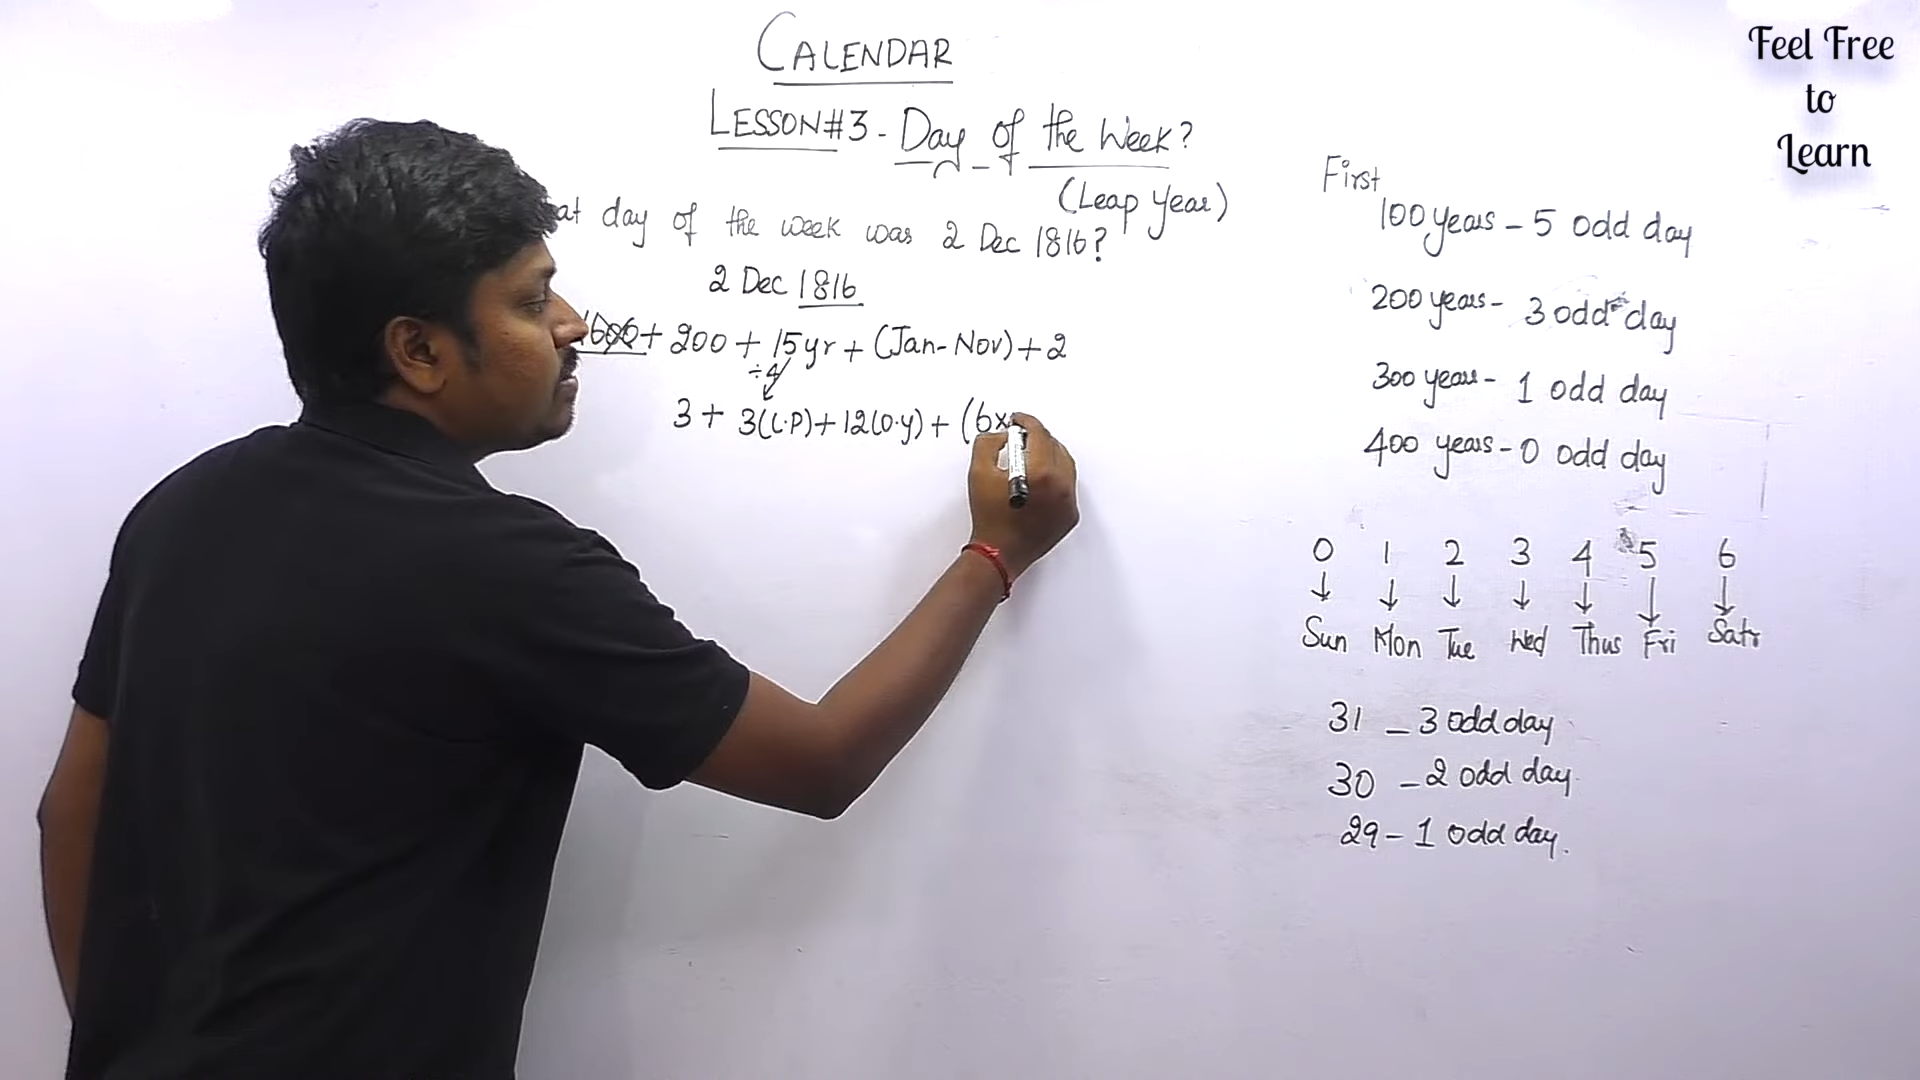 CALENDAR
LESSON#3 - Day of the Week?
(Leap Year)
at day of the week was 2 Dec 1816?
2 Dec 1816
1600 + 200 + 15yr + (Jan-Nov) + 2
÷4
3 + 3(L.P) + 12(O.y) + (6x
Feel Free
to
Learn
First
100 years - 5 odd day
200 years - 3 odd day
300 years - 1 odd day
400 years - 0 odd day
0 1 2 3 4 5 6
Sun Mon Tue Wed Thus Fri Satr
31 - 3 odd day
30 - 2 odd day
29 - 1 odd day.